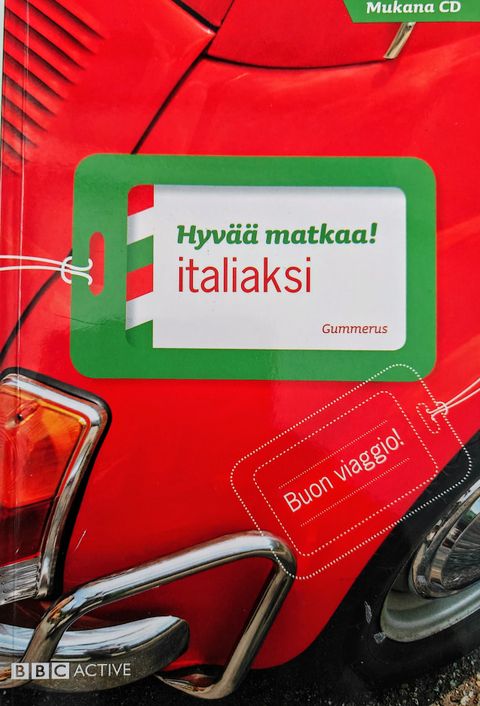 Mukana CD
Hyvää matkaa!
italiaksi
Gummerus
Buon viaggio!
BBC ACTIVE